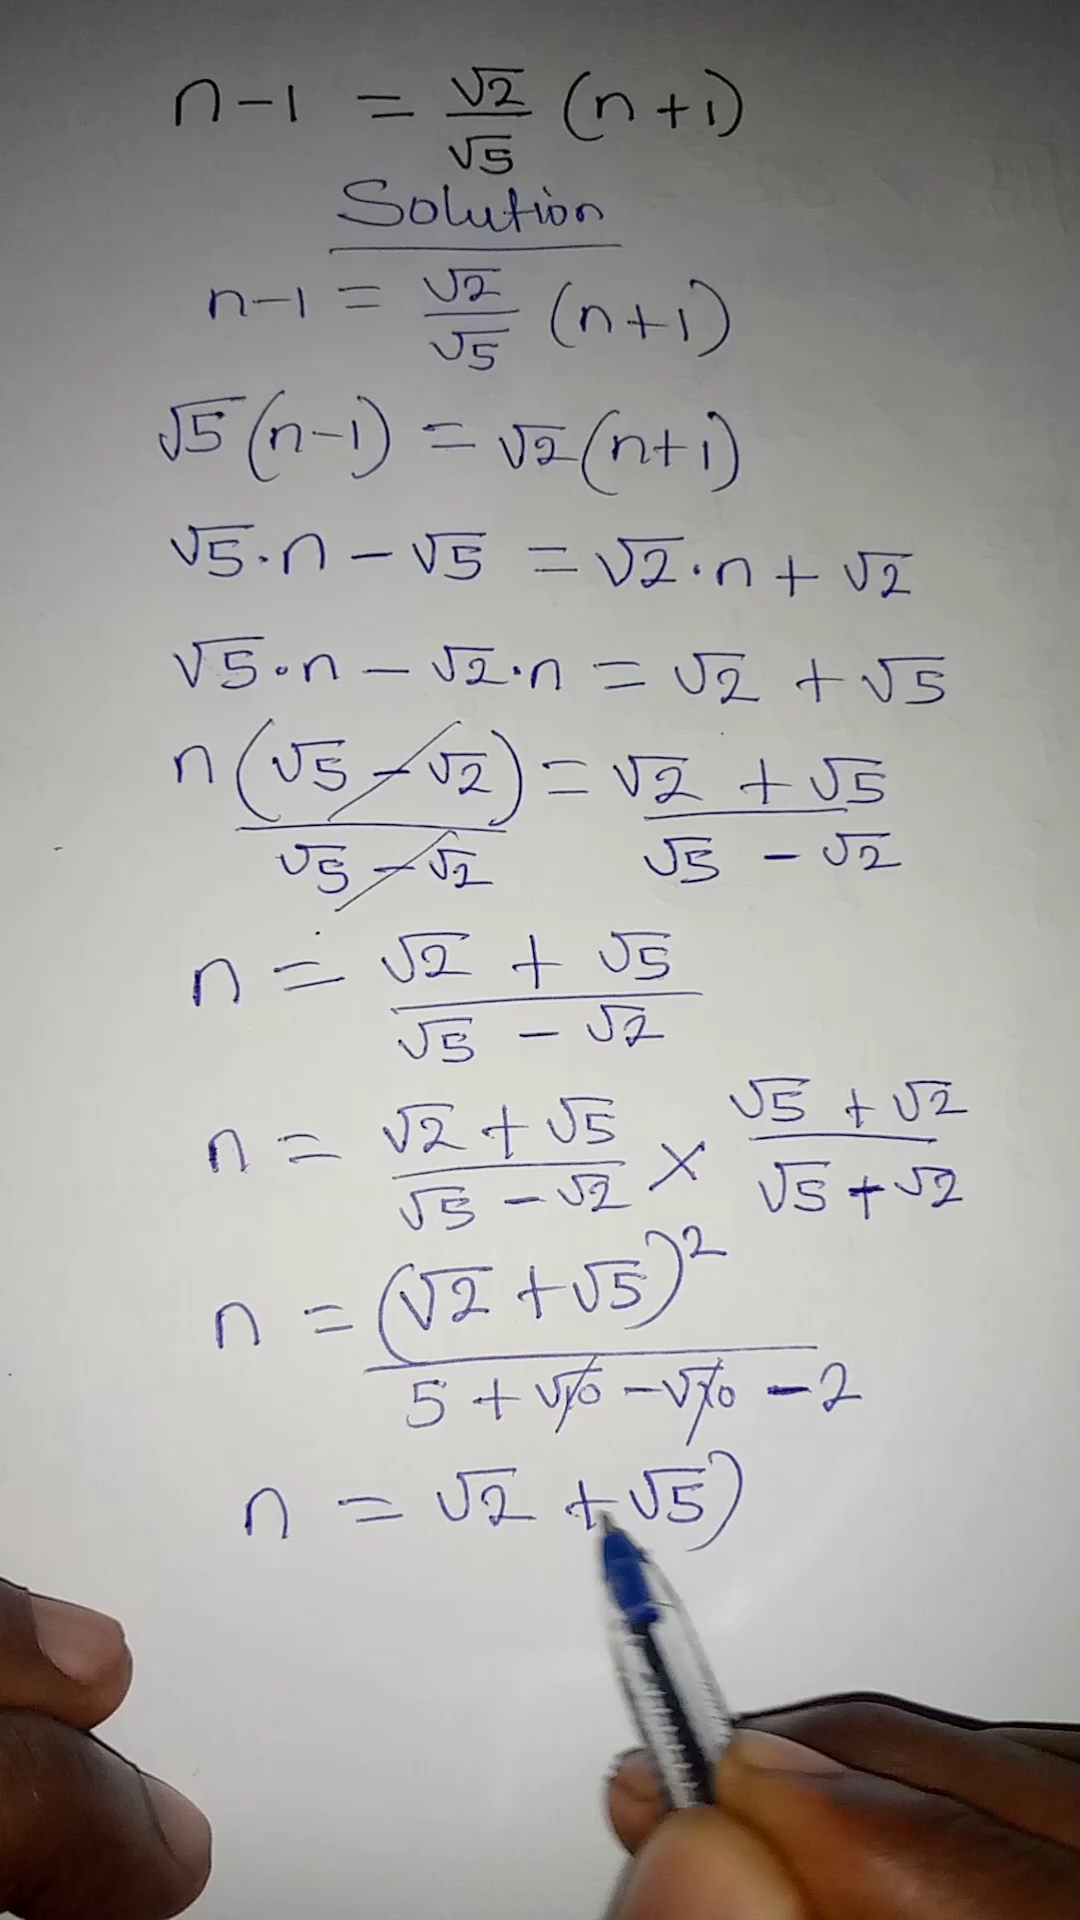 n-1 = √2/√5 (n+1)
Solution
n-1 = √2/√5 (n+1)
√5(n-1) = √2(n+1)
√5·n - √5 = √2·n + √2
√5·n - √2·n = √2 + √5
n(√5 - √2)/√5 - √2 = √2 + √5/√5 - √2
n = √2 + √5/√5 - √2
n = √2 + √5/√5 - √2 × √5 + √2/√5 + √2
n = (√2 + √5)²/5 + √10 - √10 - 2
n = √2 + √5)